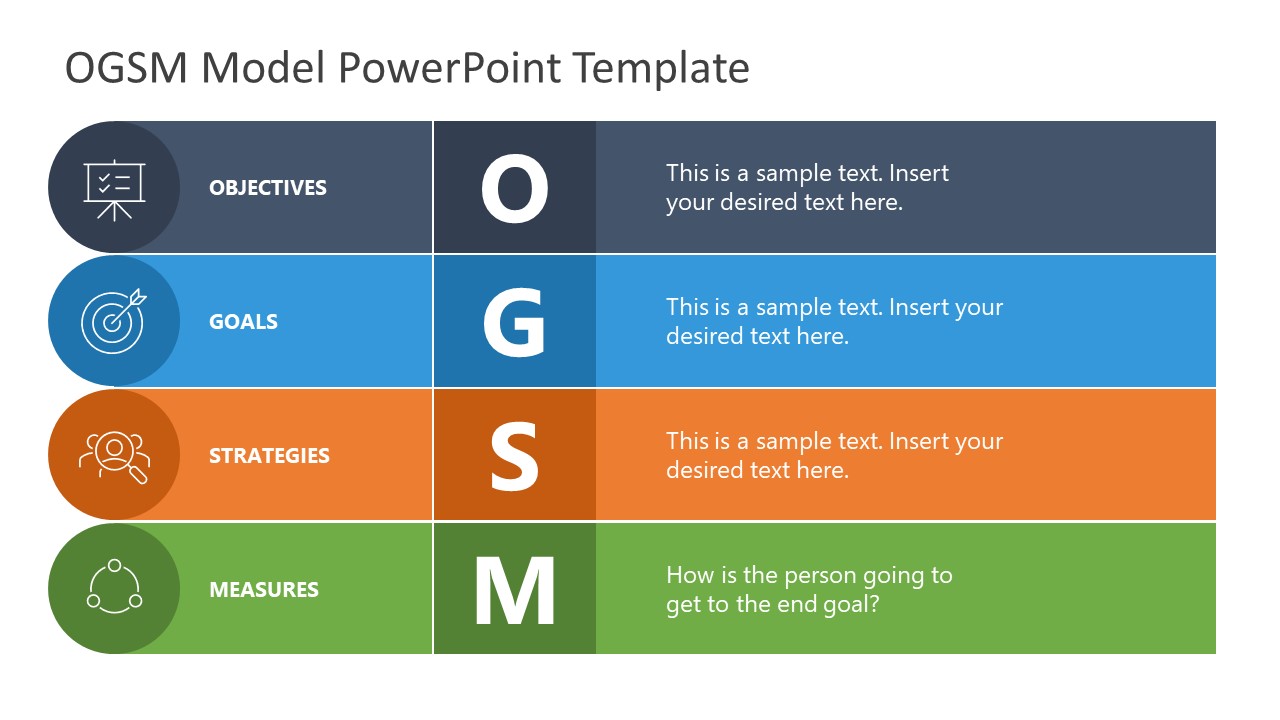 OGSM Model PowerPoint Template
OBJECTIVES
O
This is a sample text. Insert
your desired text here.
GOALS
G
This is a sample text. Insert your
desired text here.
STRATEGIES
S
This is a sample text. Insert your
desired text here.
MEASURES
M
How is the person going to
get to the end goal?